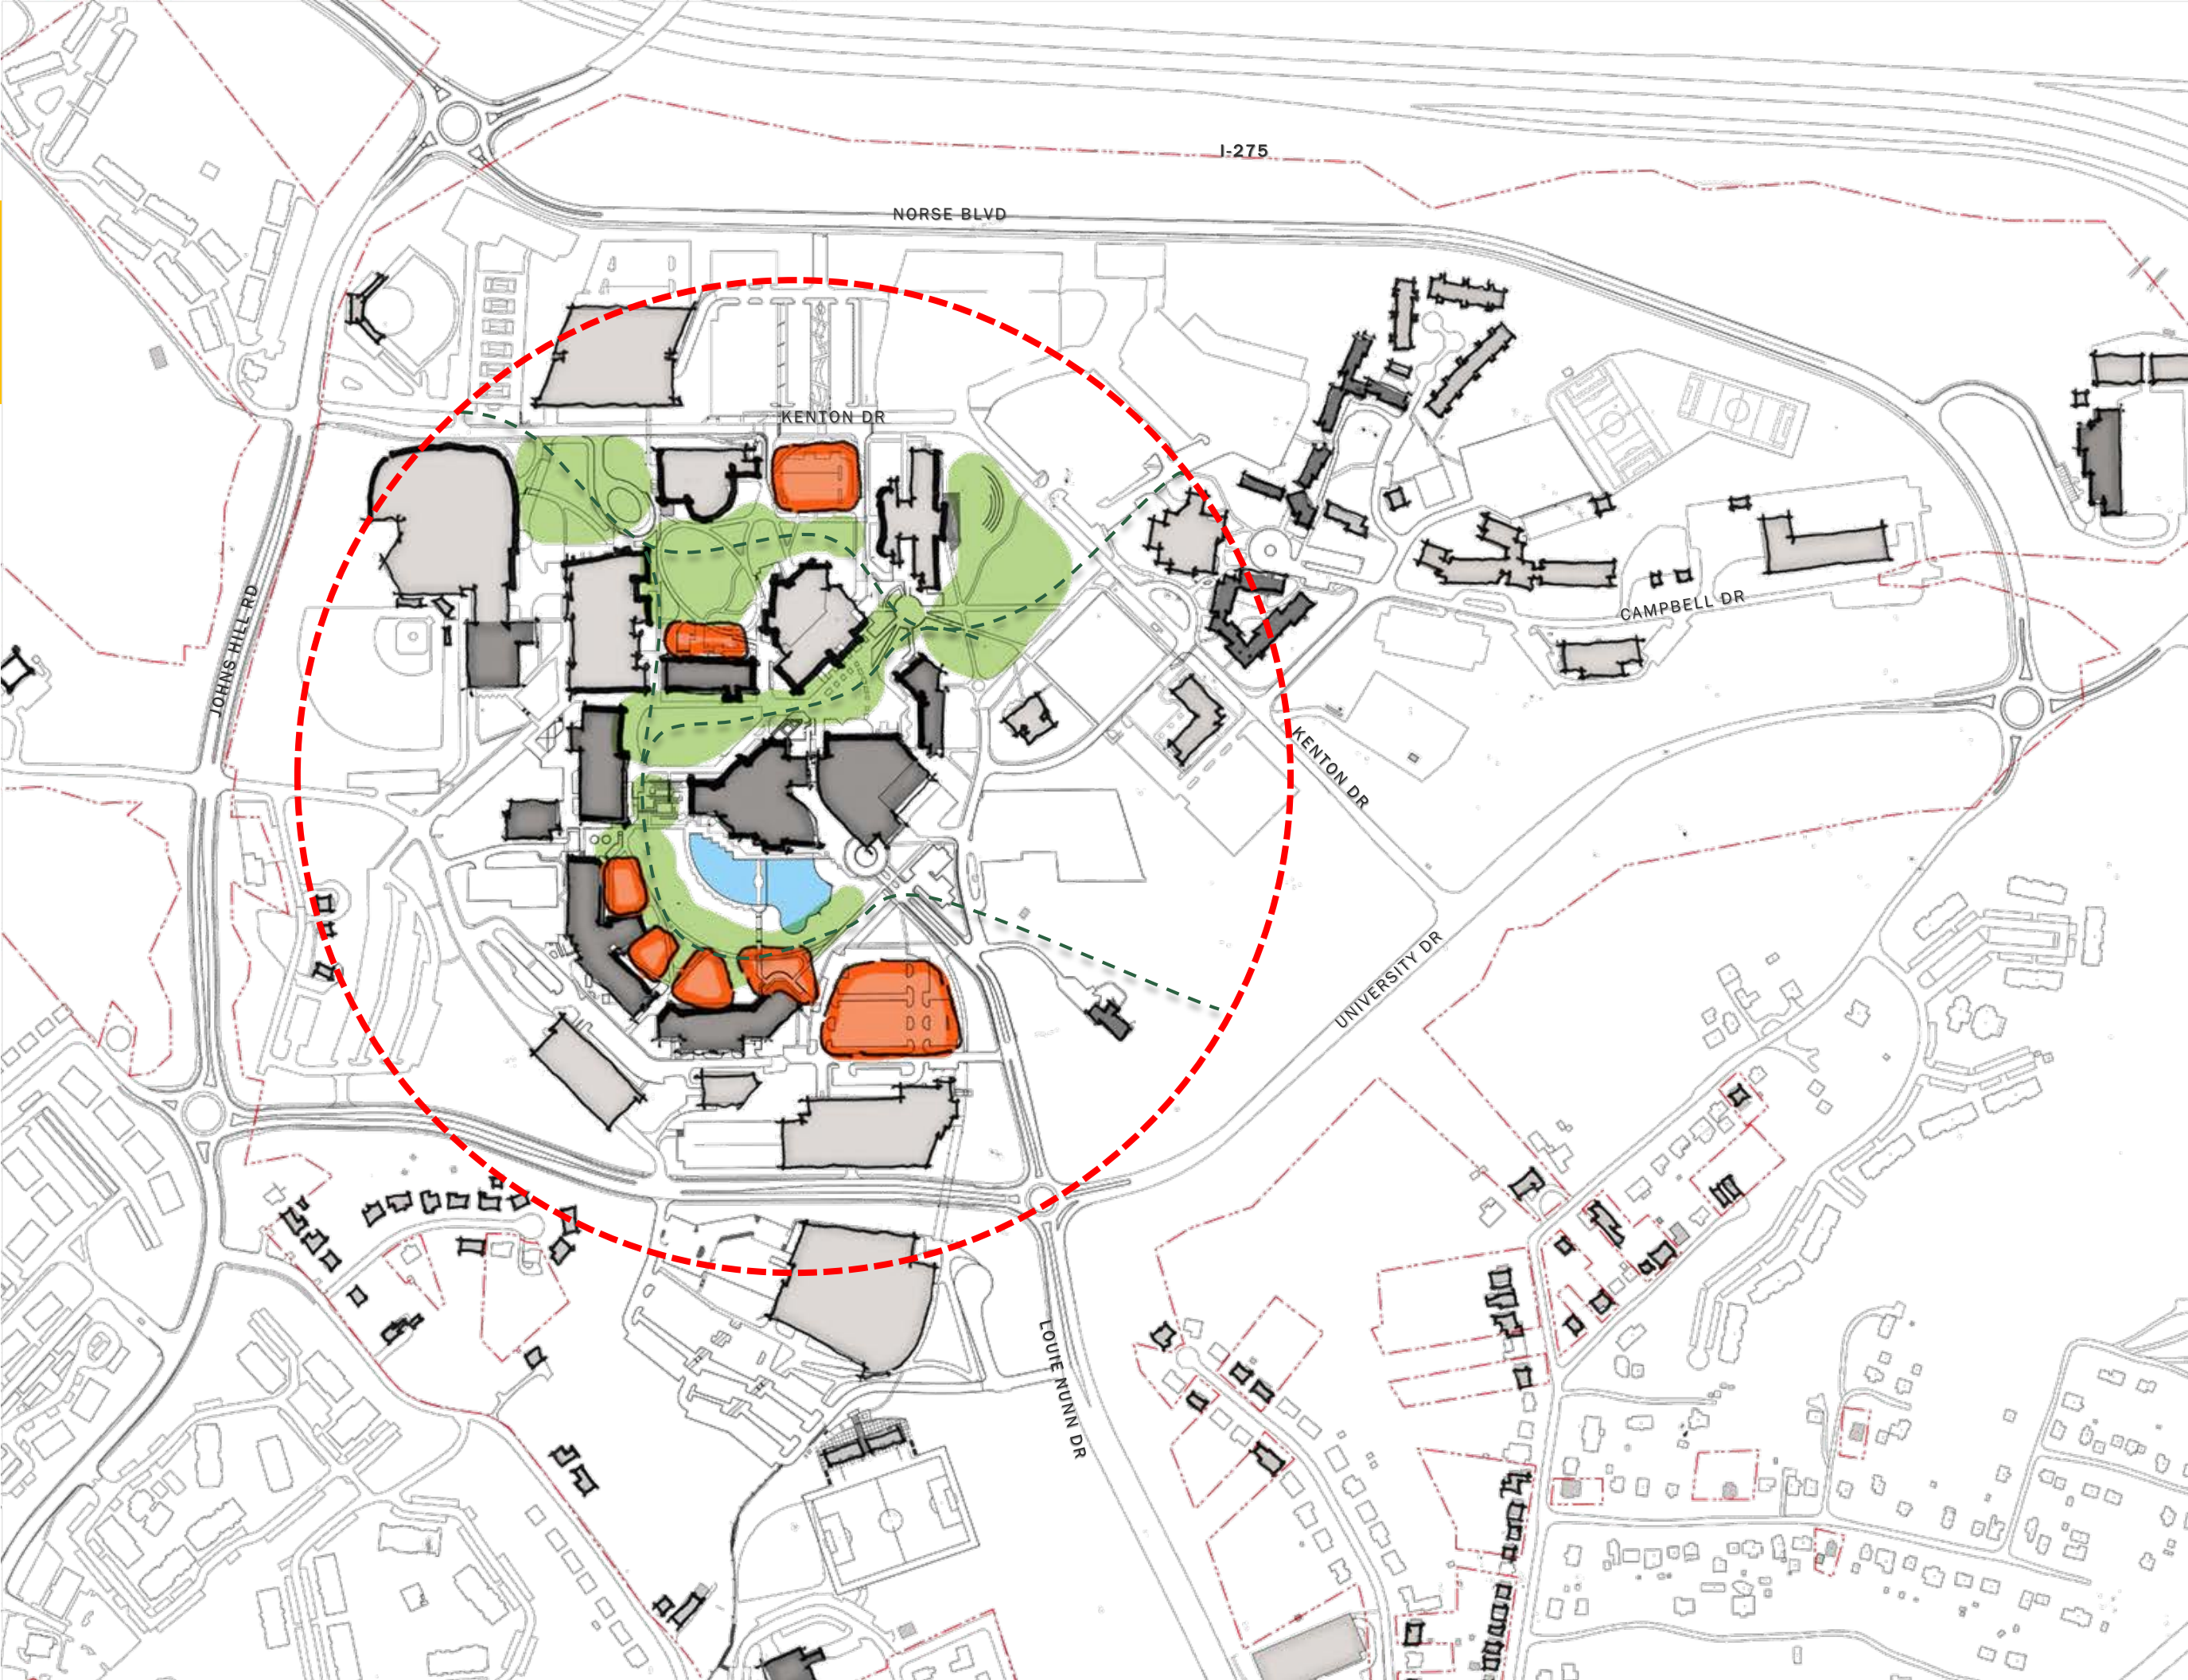 I-275
NORSE BLVD
KENTON DR
JOHNS HILL RD
CAMPBELL DR
KENTON DR
UNIVERSITY DR
LOUIE NUNN DR